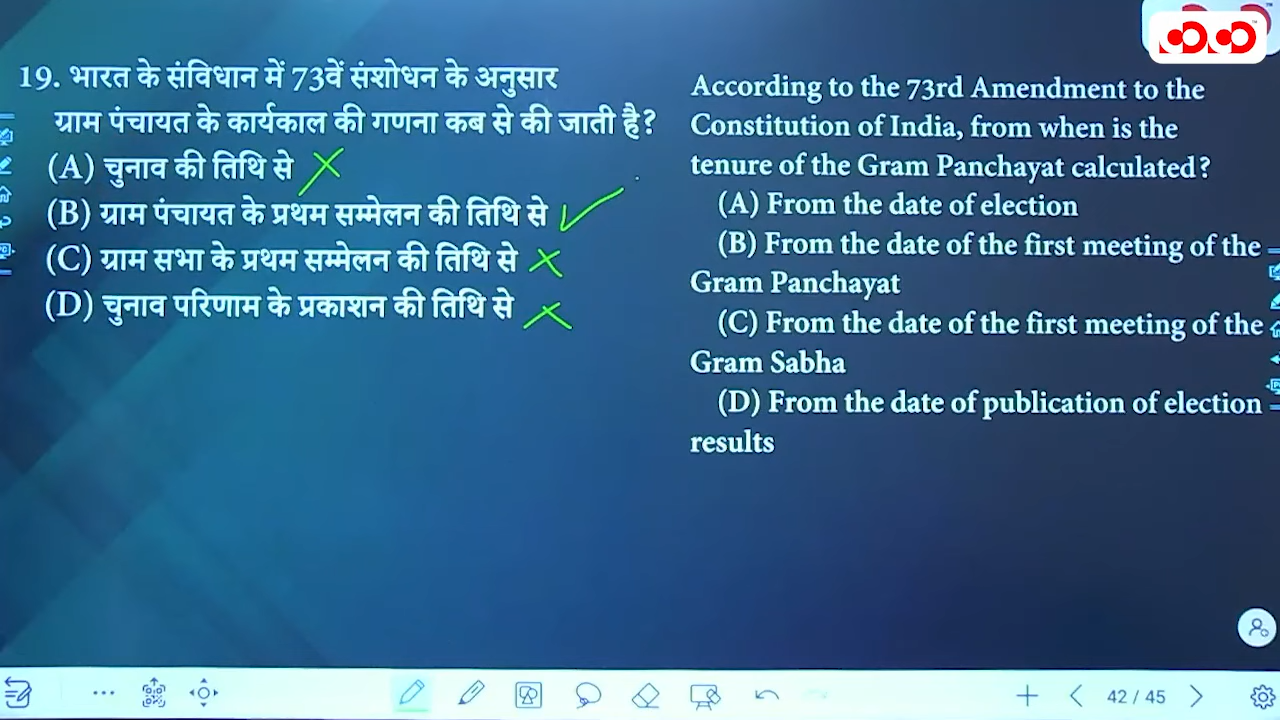 19. भारत के संविधान में 73वें संशोधन के अनुसार
ग्राम पंचायत के कार्यकाल की गणना कब से की जाती है?
(A) चुनाव की तिथि से
(B) ग्राम पंचायत के प्रथम सम्मेलन की तिथि से
(C) ग्राम सभा के प्रथम सम्मेलन की तिथि से
(D) चुनाव परिणाम के प्रकाशन की तिथि से
According to the 73rd Amendment to the
Constitution of India, from when is the
tenure of the Gram Panchayat calculated?
(A) From the date of election
(B) From the date of the first meeting of the
Gram Panchayat
(C) From the date of the first meeting of the
Gram Sabha
(D) From the date of publication of election
results
42 / 45